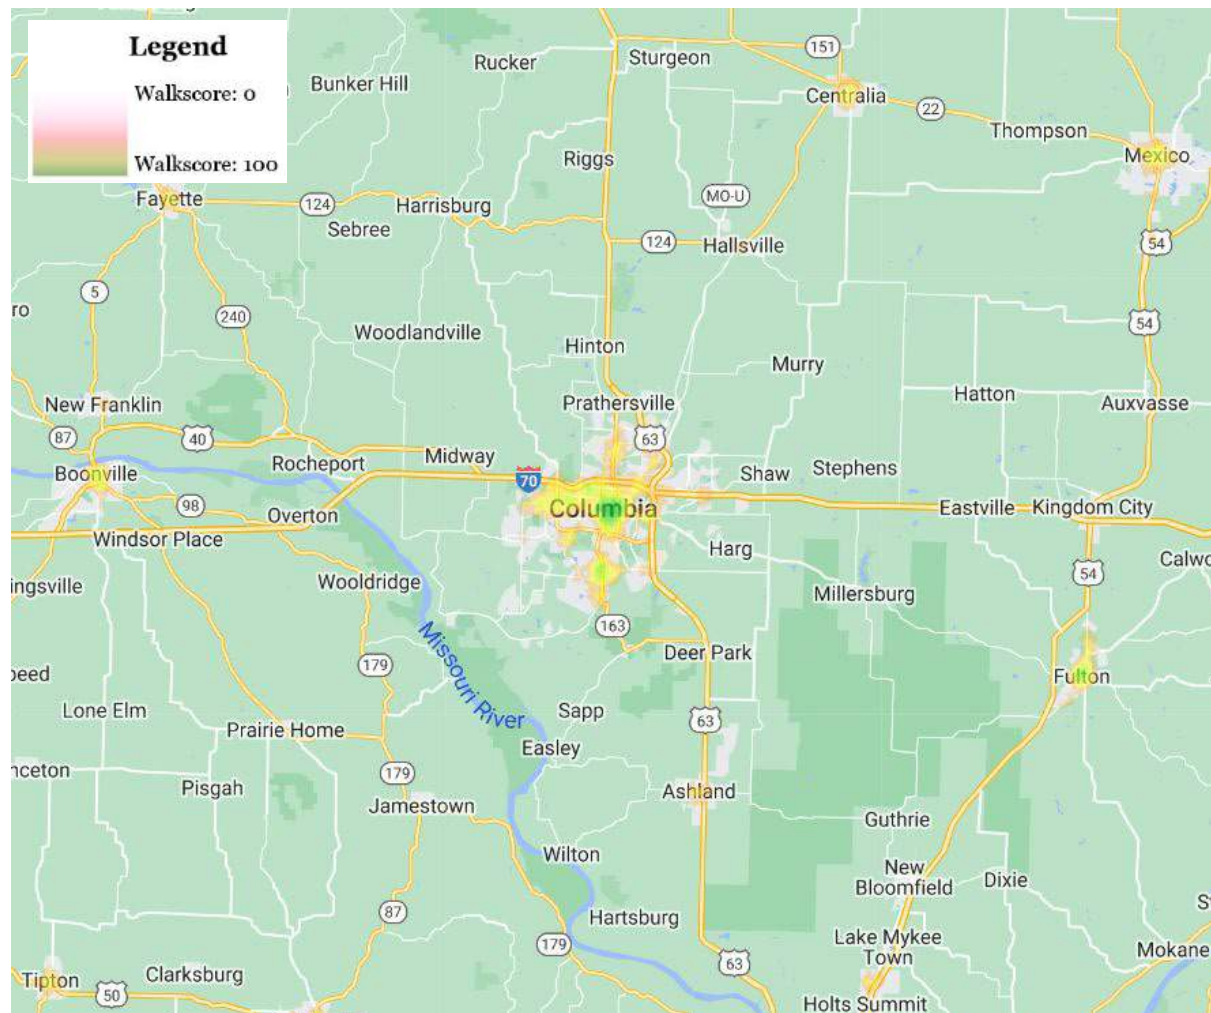 Legend
Walkscore: 0
Walkscore: 100
Rucker
Sturgeon
151
Bunker Hill
Centralia
22
Thompson
Mexico
Riggs
Fayette
124
Harrisburg
MO-U
Sebree
124
Hallsville
54
5
ro
240
54
Woodlandville
Hinton
Murry
Hatton
New Franklin
Prathersville
Auxvasse
87
40
63
Rocheport
Midway
Boonville
70
Shaw
Stephens
98
Columbia
Eastville
Kingdom City
Overton
Windsor Place
Harg
Calwo
ingsville
Wooldridge
54
Millersburg
163
Missouri River
179
Deer Park
peed
Fulton
Lone Elm
Sapp
63
Prairie Home
Easley
nceton
179
Pisgah
Ashland
Jamestown
Guthrie
Wilton
New
Bloomfield
Dixie
87
Hartsburg
S
179
Lake Mykee
Town
Mokane
63
Tipton
Clarksburg
50
Holts Summit